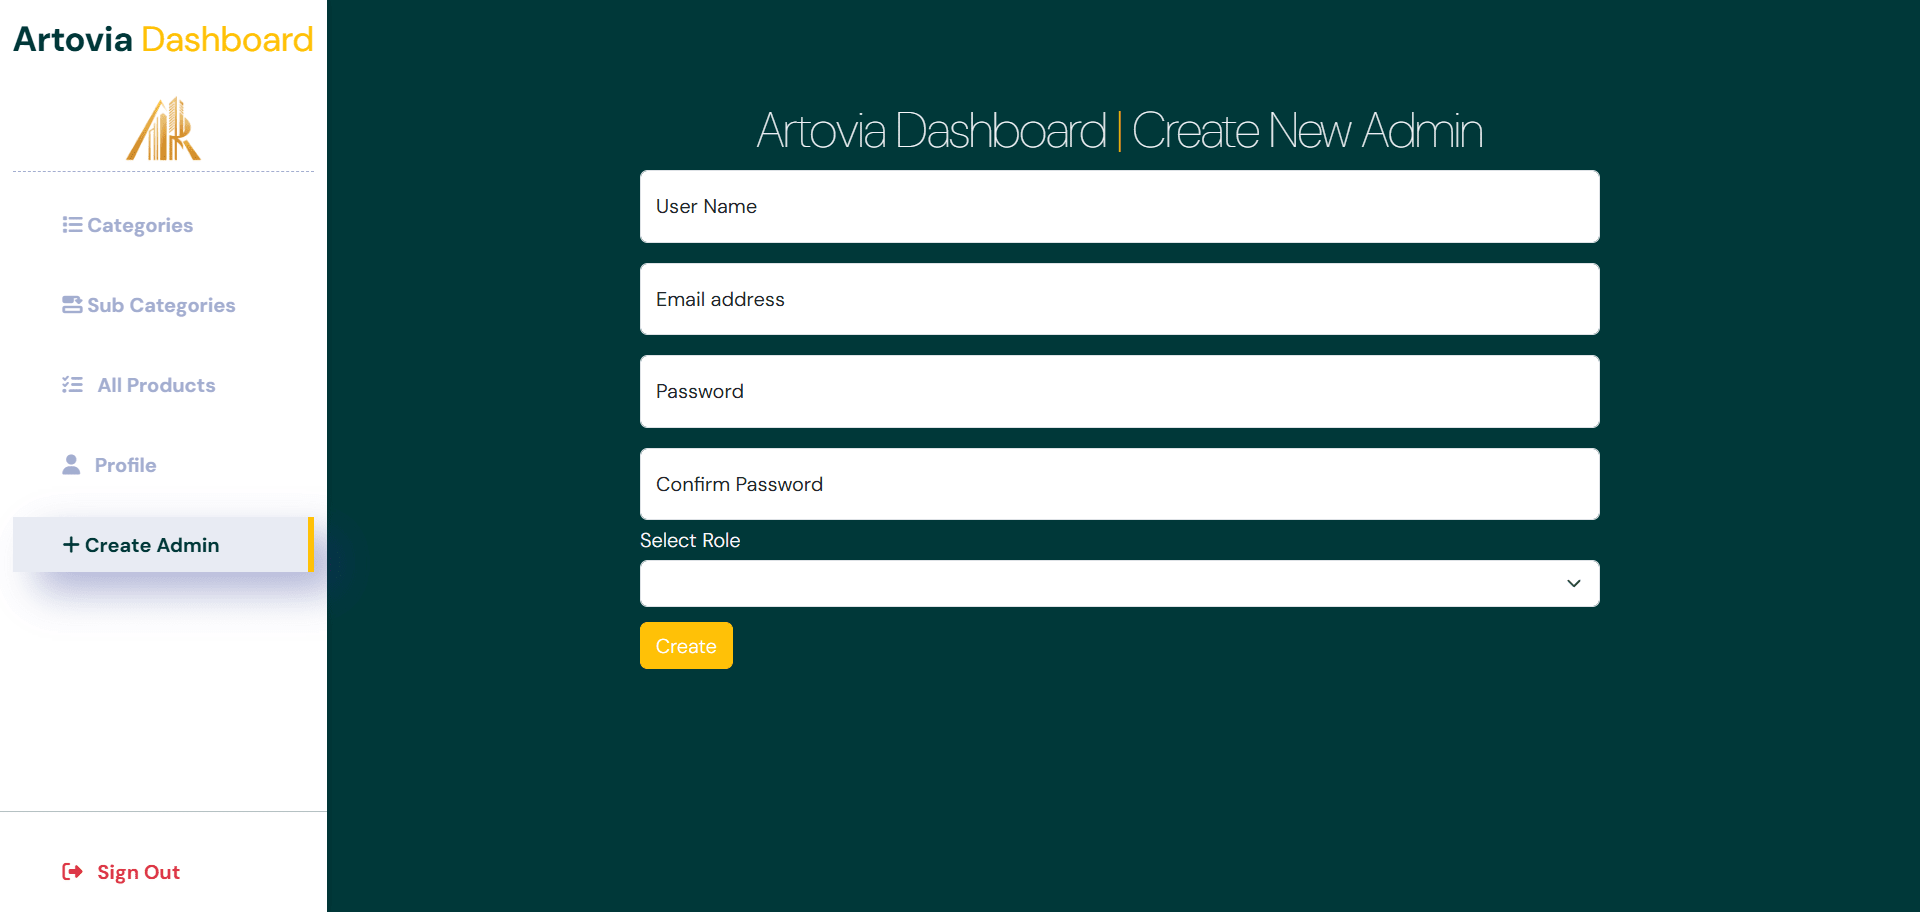 Artovia Dashboard
AR
Categories
Sub Categories
All Products
Profile
Create Admin
Sign Out
Artovia Dashboard | Create New Admin
User Name
Email address
Password
Confirm Password
Select Role
Create